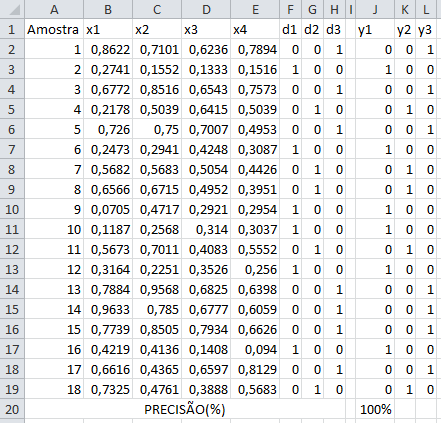 A B C D E F G H I J K L
1 Amostra x1 x2 x3 x4 d1 d2 d3 y1 y2 y3
2 1 0,8622 0,7101 0,6236 0,7894 0 0 1 0 0 1
3 2 0,2741 0,1552 0,1333 0,1516 1 0 0 1 0 0
4 3 0,6772 0,8516 0,6543 0,7573 0 0 1 0 0 1
5 4 0,2178 0,5039 0,6415 0,5039 0 1 0 0 1 0
6 5 0,726 0,75 0,7007 0,4953 0 0 1 0 0 1
7 6 0,2473 0,2941 0,4248 0,3087 1 0 0 1 0 0
8 7 0,5682 0,5683 0,5054 0,4426 0 1 0 0 1 0
9 8 0,6566 0,6715 0,4952 0,3951 0 1 0 0 1 0
10 9 0,0705 0,4717 0,2921 0,2954 1 0 0 1 0 0
11 10 0,1187 0,2568 0,314 0,3037 1 0 0 1 0 0
12 11 0,5673 0,7011 0,4083 0,5552 0 1 0 0 1 0
13 12 0,3164 0,2251 0,3526 0,256 1 0 0 1 0 0
14 13 0,7884 0,9568 0,6825 0,6398 0 0 1 0 0 1
15 14 0,9633 0,785 0,6777 0,6059 0 0 1 0 0 1
16 15 0,7739 0,8505 0,7934 0,6626 0 0 1 0 0 1
17 16 0,4219 0,4136 0,1408 0,094 1 0 0 1 0 0
18 17 0,6616 0,4365 0,6597 0,8129 0 0 1 0 0 1
19 18 0,7325 0,4761 0,3888 0,5683 0 1 0 0 1 0
20 PRECISÃO(%) 100%